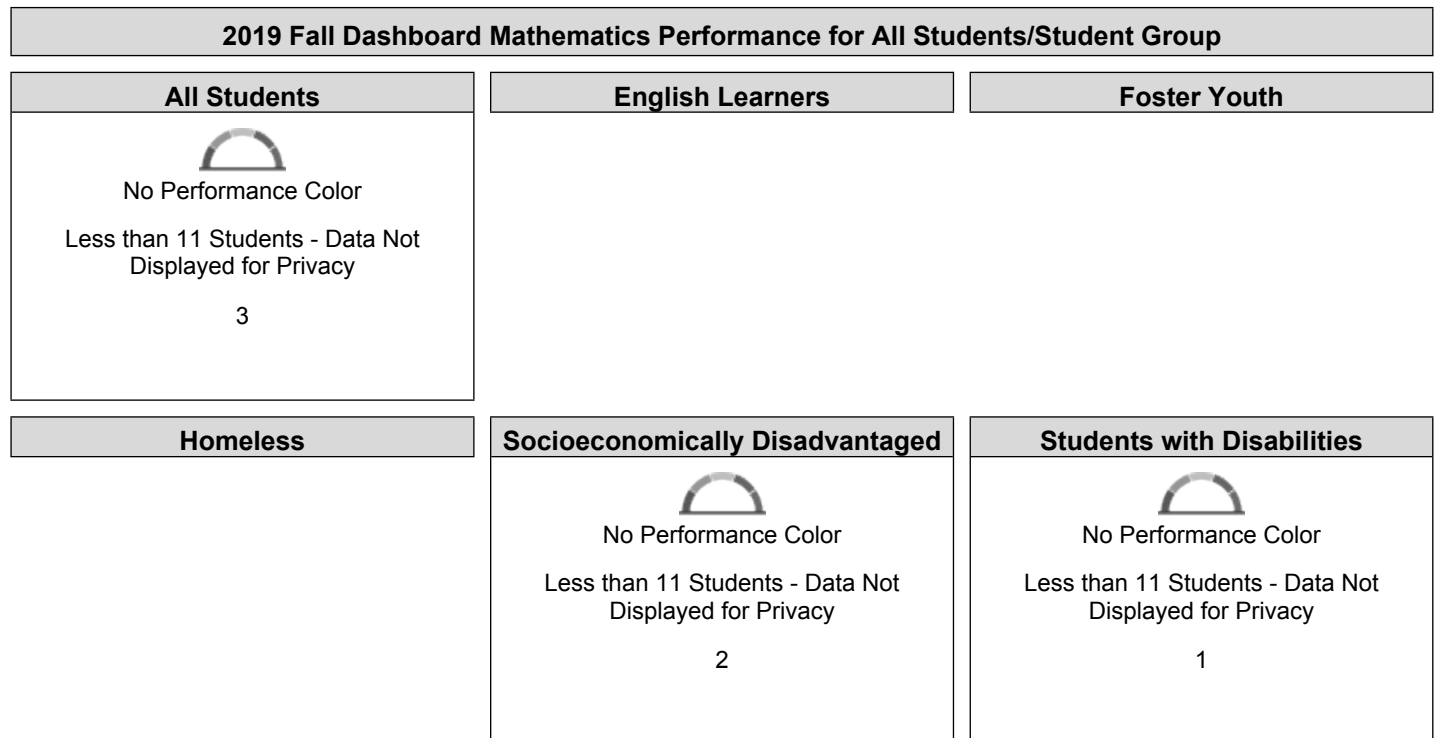 2019 Fall Dashboard Mathematics Performance for All Students/Student Group
All Students
No Performance Color
Less than 11 Students - Data Not
Displayed for Privacy
3
English Learners
Foster Youth
Homeless
Socioeconomically Disadvantaged
No Performance Color
Less than 11 Students - Data Not
Displayed for Privacy
2
Students with Disabilities
No Performance Color
Less than 11 Students - Data Not
Displayed for Privacy
1